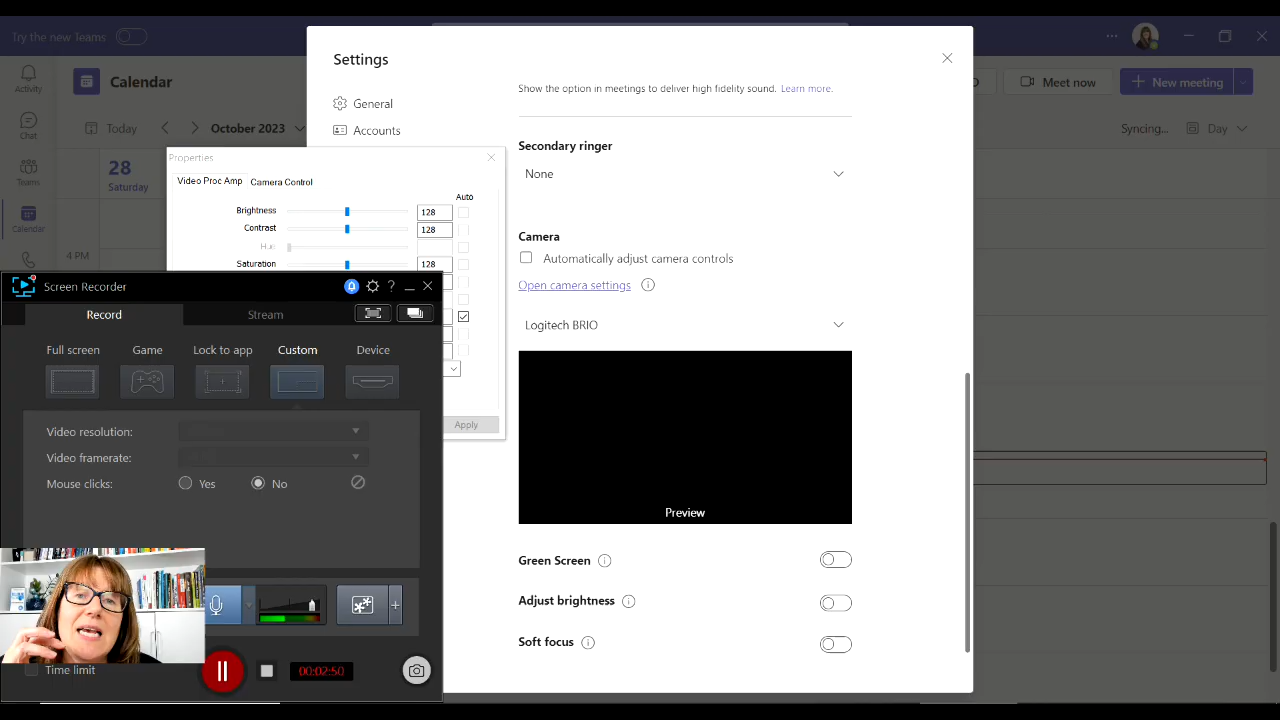 Try the new Teams
Calendar
Meet now
New meeting
Today
October 2023
Syncing...
Day
28
Saturday
4 PM
Activity
Chat
Teams
Calendar
Settings
General
Accounts
Show the option in meetings to deliver high fidelity sound. Learn more.
Secondary ringer
None
Camera
Automatically adjust camera controls
Open camera settings
Logitech BRIO
Preview
Green Screen
Adjust brightness
Soft focus
Properties
Video Proc Amp
Camera Control
Auto
Brightness
128
Contrast
128
Hue
Saturation
128
Apply
Screen Recorder
?
Record
Stream
Full screen
Game
Lock to app
Custom
Device
Video resolution:
Video framerate:
Mouse clicks:
Yes
No
Time limit
00:02:50